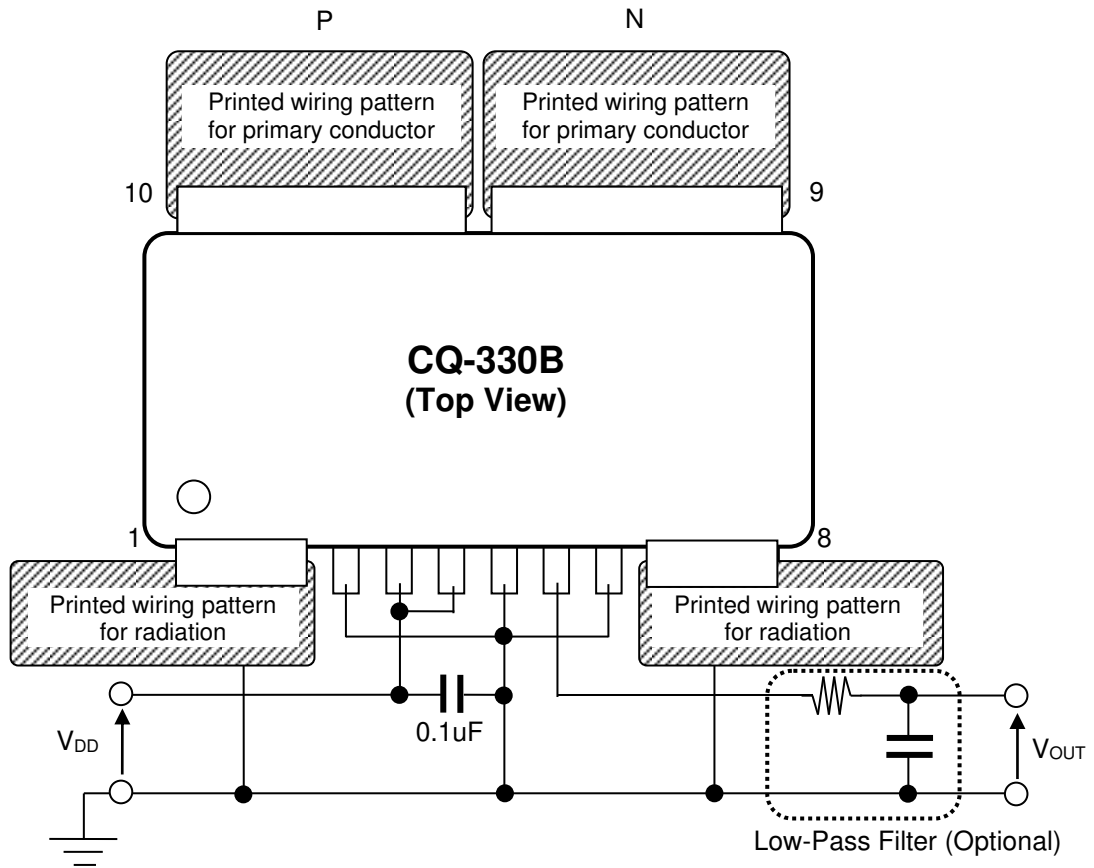 P
N
Printed wiring pattern
for primary conductor
Printed wiring pattern
for primary conductor
10
9
CQ-330B
(Top View)
1
8
Printed wiring pattern
for radiation
Printed wiring pattern
for radiation
0.1uF
VDD
VOUT
Low-Pass Filter (Optional)